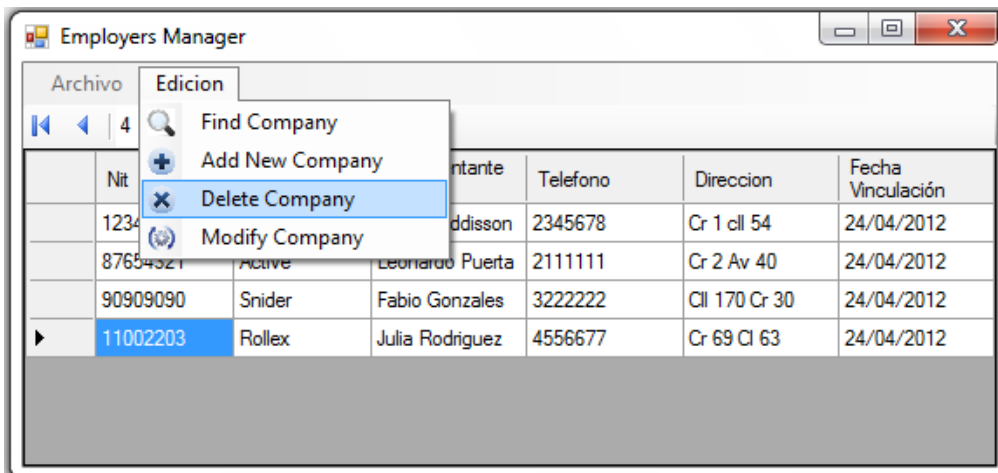 Employers Manager
Archivo Edicion
4
Find Company
Add New Company
Delete Company
Modify Company
Nit Telefono Direccion Fecha
Vinculación
2345678 Cr 1 cll 54 24/04/2012
87654321 Active Leonardo Puerta 2111111 Cr 2 Av 40 24/04/2012
90909090 Snider Fabio Gonzales 3222222 Cll 170 Cr 30 24/04/2012
11002203 Rollex Julia Rodriguez 4556677 Cr 69 Cl 63 24/04/2012